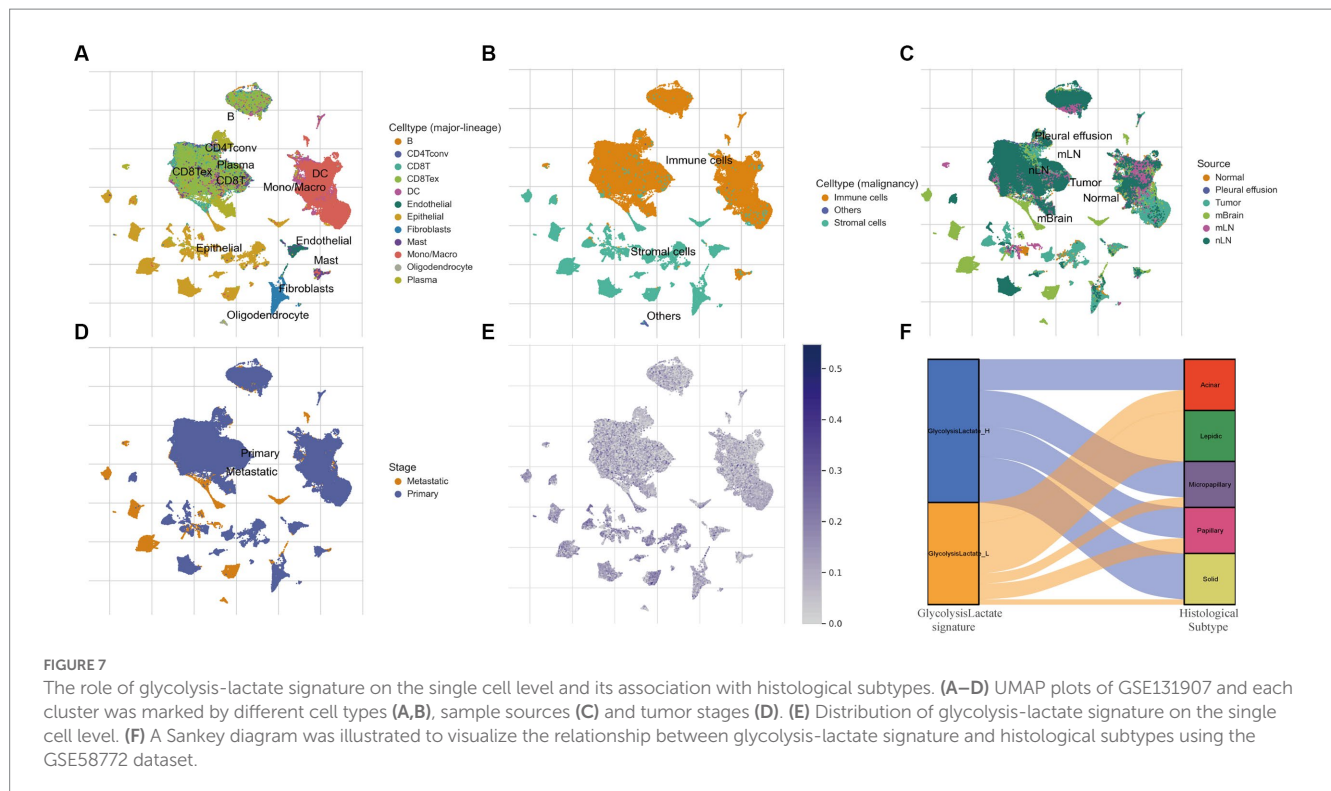 A
B
CD4Tconv
Plasma
CD8Tex
CD8T
DC
Mono/Macro
Epithelial
Endothelial
Mast
Fibroblasts
Oligodendrocyte
Celltype (major-lineage)
B
CD4Tconv
CD8T
CD8Tex
DC
Endothelial
Epithelial
Fibroblasts
Mast
Mono/Macro
Oligodendrocyte
Plasma
B
Immune cells
Stromal cells
Others
Celltype (malignancy)
Immune cells
Others
Stromal cells
C
Pleural effusion
mLN
nLN
Tumor
Normal
mBrain
Source
Normal
Pleural effusion
Tumor
mBrain
mLN
nLN
D
Primary
Metastatic
Stage
Metastatic
Primary
E
0.5
0.4
0.3
0.2
0.1
0.0
F
GlycolysisLactate_H
GlycolysisLactate_L
Acinar
Lepidic
Micropapillary
Papillary
Solid
GlycolysisLactate
signature
Histological
Subtype
FIGURE 7
The role of glycolysis-lactate signature on the single cell level and its association with histological subtypes. (A–D) UMAP plots of GSE131907 and each
cluster was marked by different cell types (A,B), sample sources (C) and tumor stages (D). (E) Distribution of glycolysis-lactate signature on the single
cell level. (F) A Sankey diagram was illustrated to visualize the relationship between glycolysis-lactate signature and histological subtypes using the
GSE58772 dataset.